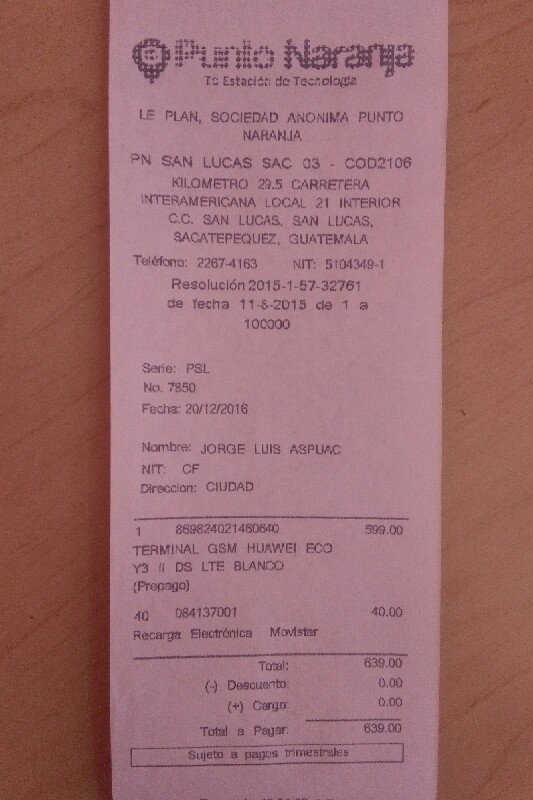 Punto Naranja
Tu Estación de Tecnología
LE PLAN, SOCIEDAD ANONIMA PUNTO
NARANJA
PN SAN LUCAS SAC 03 - COD2106
KILOMETRO 29.5 CARRETERA
INTERAMERICANA LOCAL 21 INTERIOR
C.C. SAN LUCAS, SAN LUCAS,
SACATEPEQUEZ, GUATEMALA
Teléfono: 2267-4163 NIT: 5104349-1
Resolución 2015-1-57-32761
de fecha 11-8-2015 de 1 a
100000
Serie: PSL
No. 7850
Fecha: 20/12/2016
Nombre: JORGE LUIS ASPUAC
NIT: CF
Direccion: CIUDAD
1 869824021460640 599.00
TERMINAL GSM HUAWEI ECO
Y3 II DS LTE BLANCO
(Prepago)
40 084137001 40.00
Recarga Electrónica Movistar
Total: 639.00
(-) Descuento: 0.00
(+) Cargo: 0.00
Total a Pagar: 639.00
Sujeto a pagos trimestrales